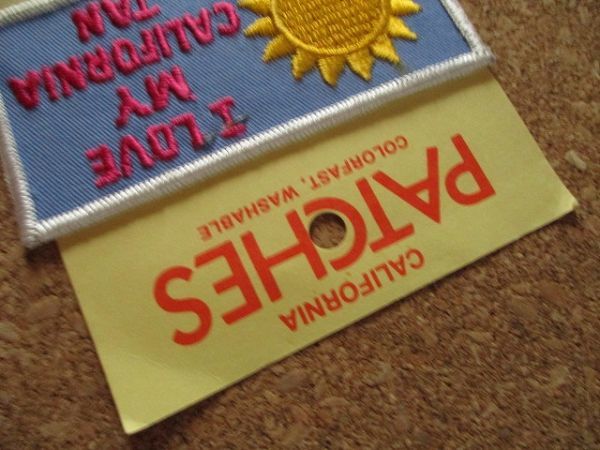 I LOVE
MY
CALIFORNIA
TAN
CALIFORNIA
PATCHES
COLORFAST, WASHABLE